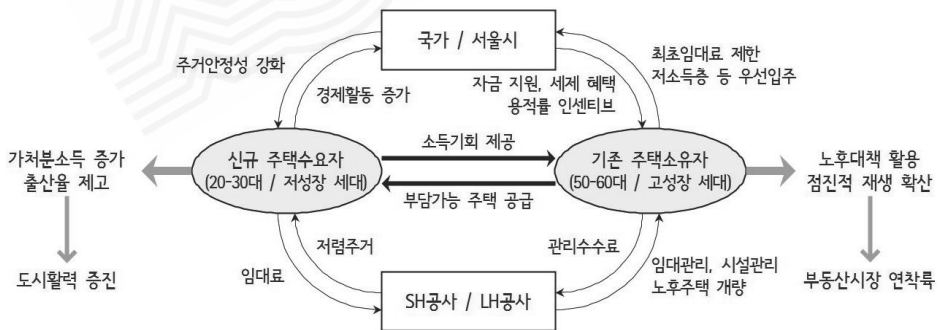 국가 / 서울시
주거안정성 강화
경제활동 증가
자금 지원, 세제 혜택
용적률 인센티브
최초임대료 제한
저소득층 등 우선입주
가처분소득 증가
출산율 제고
신규 주택수요자
(20-30대 / 저성장 세대)
소득기회 제공
부담가능 주택 공급
기존 주택소유자
(50-60대 / 고성장 세대)
노후대책 활용
점진적 재생 확산
도시활력 증진
임대료
저렴주거
관리수수료
임대관리, 시설관리
노후주택 개량
부동산시장 연착륙
SH공사 / LH공사